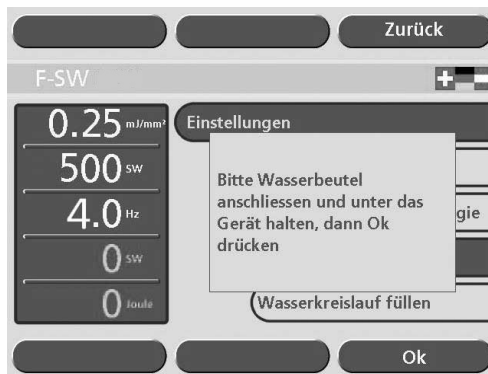 Zurück
F-SW
0.25 mJ/mm²
500 SW
4.0 Hz
0 SW
0 Joule
Einstellungen
Bitte Wasserbeutel
anschliessen und unter das
Gerät halten, dann Ok
drücken
gie
Wasserkreislauf füllen
Ok